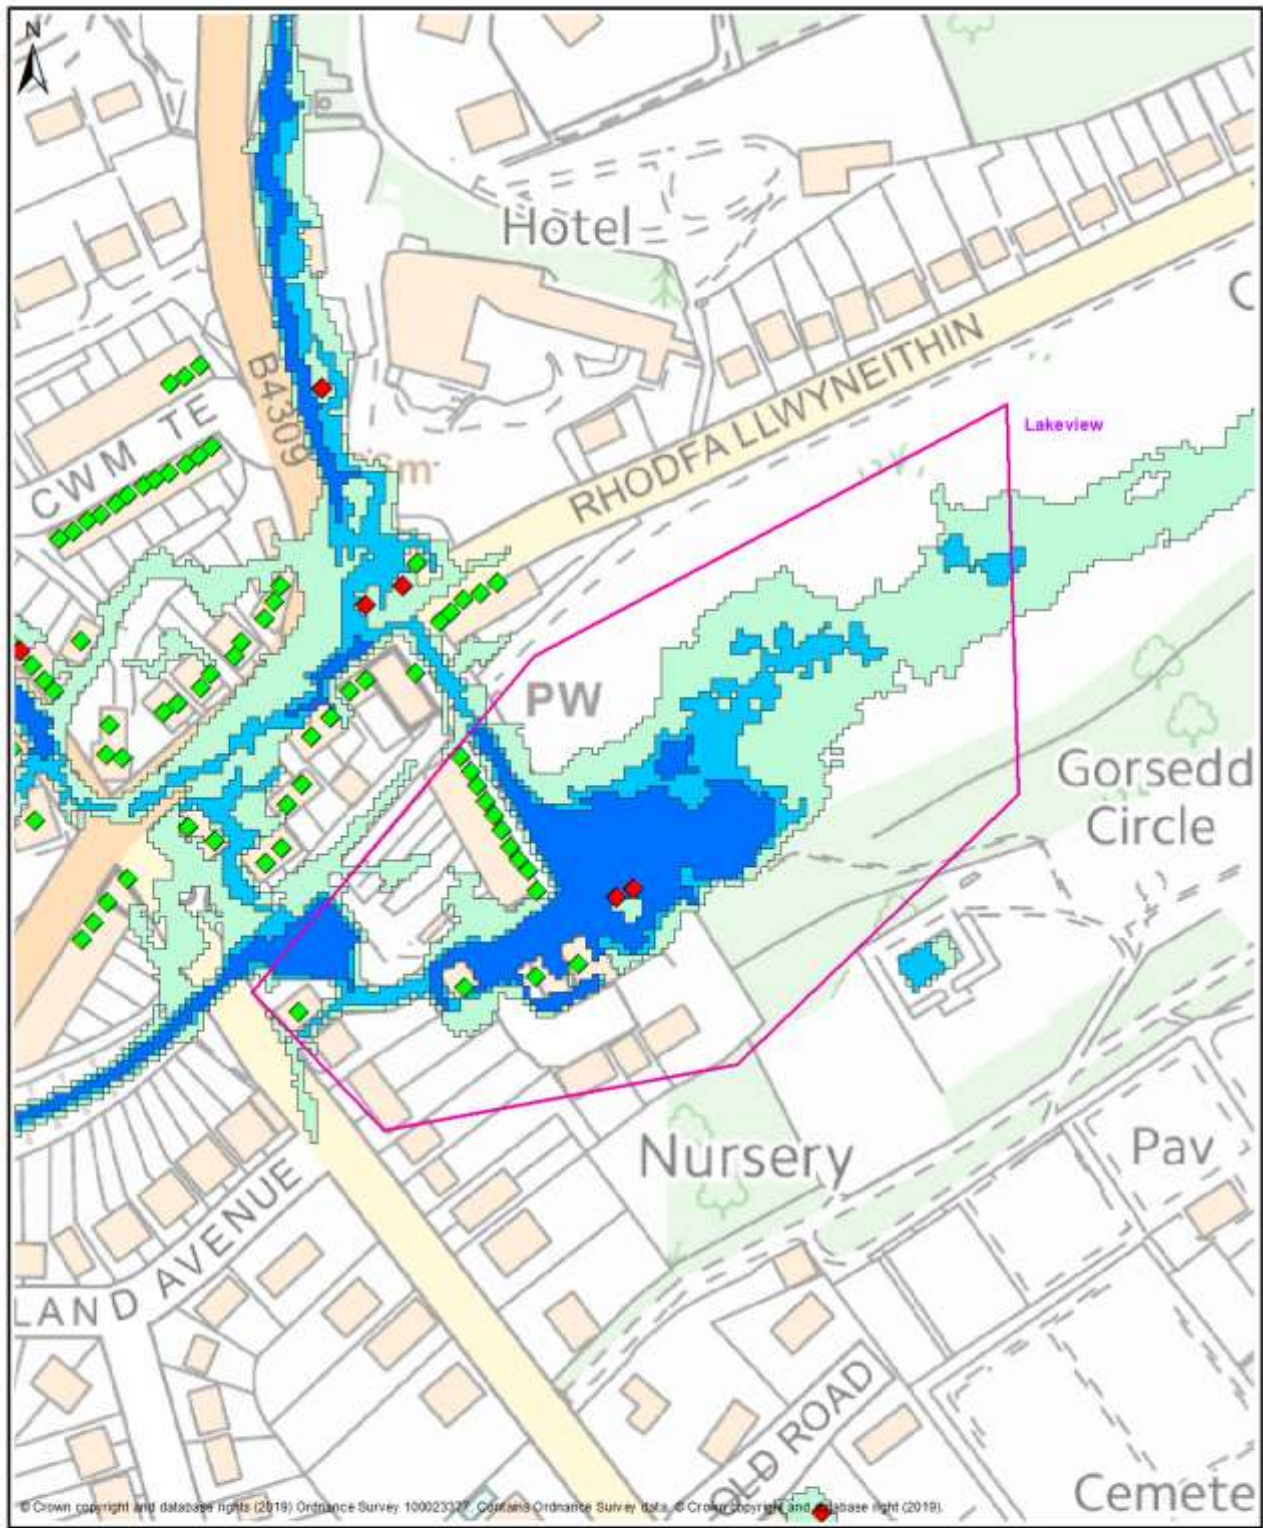 N
Hotel
C
B4309
CWM TE
Sm
RHODFA LLWYNEITHIN
Lakeview
PW
Gorsedd
Circle
Nursery
Pav
LAND AVENUE
OLD ROAD
Cemete
© Crown copyright and database rights (2019) Ordnance Survey 100023377. Contains Ordnance Survey data. © Crown copyright and database right (2019).